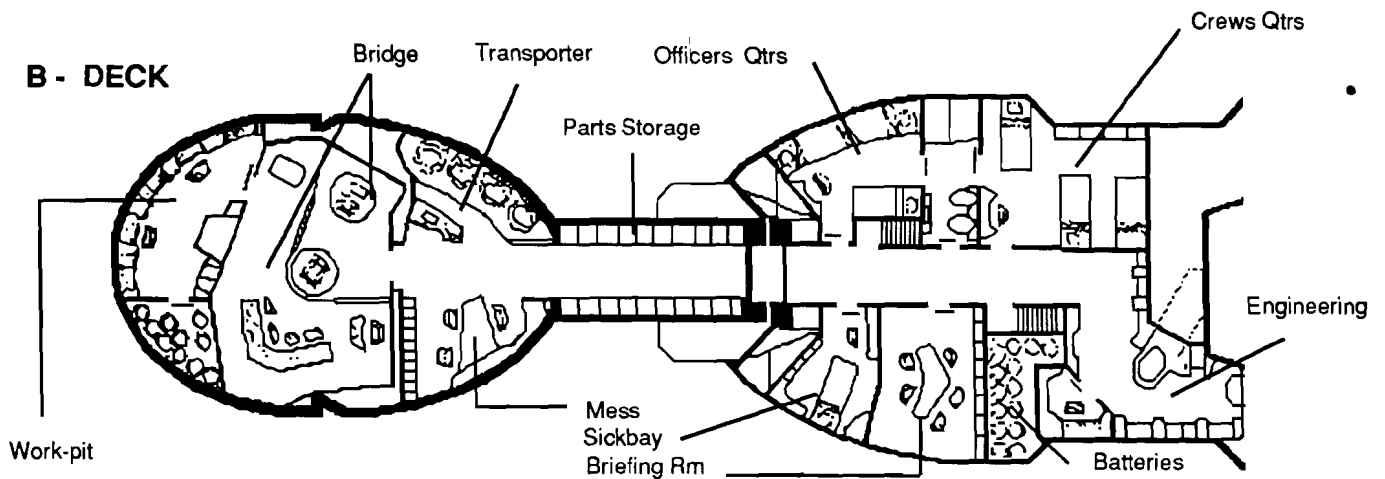 Crews Qtrs
Bridge
Transporter
Officers Qtrs
B - DECK
Parts Storage
Engineering
Mess
Work-pit
Sickbay
Briefing Rm
Batteries